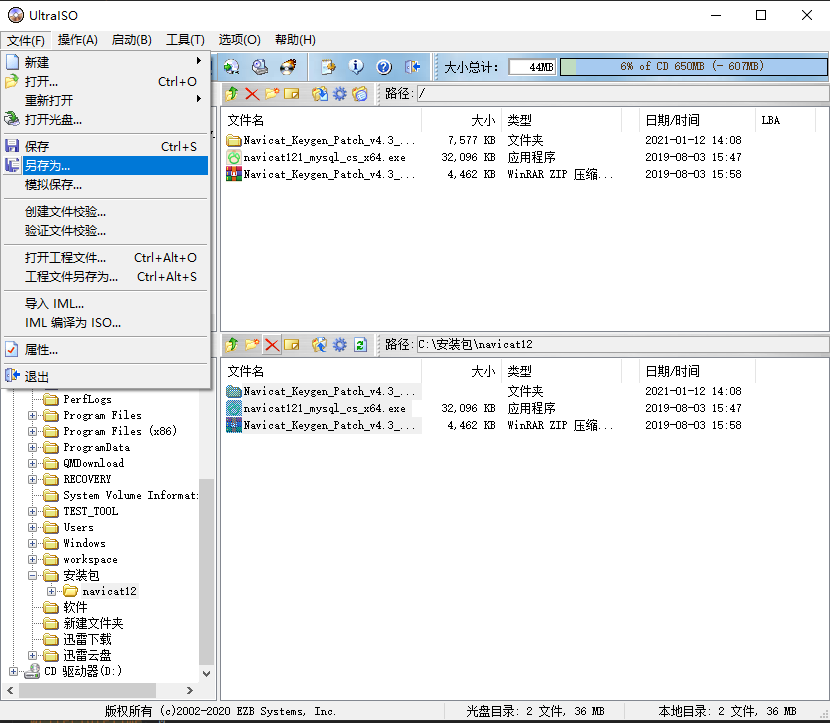 UltraISO
文件(F) 操作(A) 启动(B) 工具(T) 选项(O) 帮助(H)
新建
打开... Ctrl+O
重新打开
打开光盘...
保存 Ctrl+S
另存为...
模拟保存...
创建文件校验...
验证文件校验...
打开工程文件... Ctrl+Alt+O
工程文件另存为... Ctrl+Alt+S
导入 IML...
IML 编译为 ISO...
属性...
退出
大小总计: 44MB 6% of CD 650MB (- 607MB)
路径: /
文件名 大小 类型 日期/时间 LBA
Navicat_Keygen_Patch_v4.3_... 7,577 KB 文件夹 2021-01-12 14:08
navicat121_mysql_cs_x64.exe 32,096 KB 应用程序 2019-08-03 15:47
Navicat_Keygen_Patch_v4.3_... 4,462 KB WinRAR ZIP 压缩... 2019-08-03 15:58
路径: C:\安装包\navicat12
文件名 大小 类型 日期/时间
Navicat_Keygen_Patch_v4.3_... 文件夹 2021-01-12 14:08
navicat121_mysql_cs_x64.exe 32,096 KB 应用程序 2019-08-03 15:47
Navicat_Keygen_Patch_v4.3_... 4,462 KB WinRAR ZIP 压缩... 2019-08-03 15:58
PerfLogs
Program Files
Program Files (x86)
ProgramData
QMDownload
RECOVERY
System Volume Informat
TEST_TOOL
Users
Windows
workspace
安装包
navicat12
软件
新建文件夹
迅雷下载
迅雷云盘
CD 驱动器(D:)
版权所有 (c)2002-2020 EZB Systems, Inc. 光盘目录: 2 文件, 36 MB 本地目录: 2 文件, 36 MB